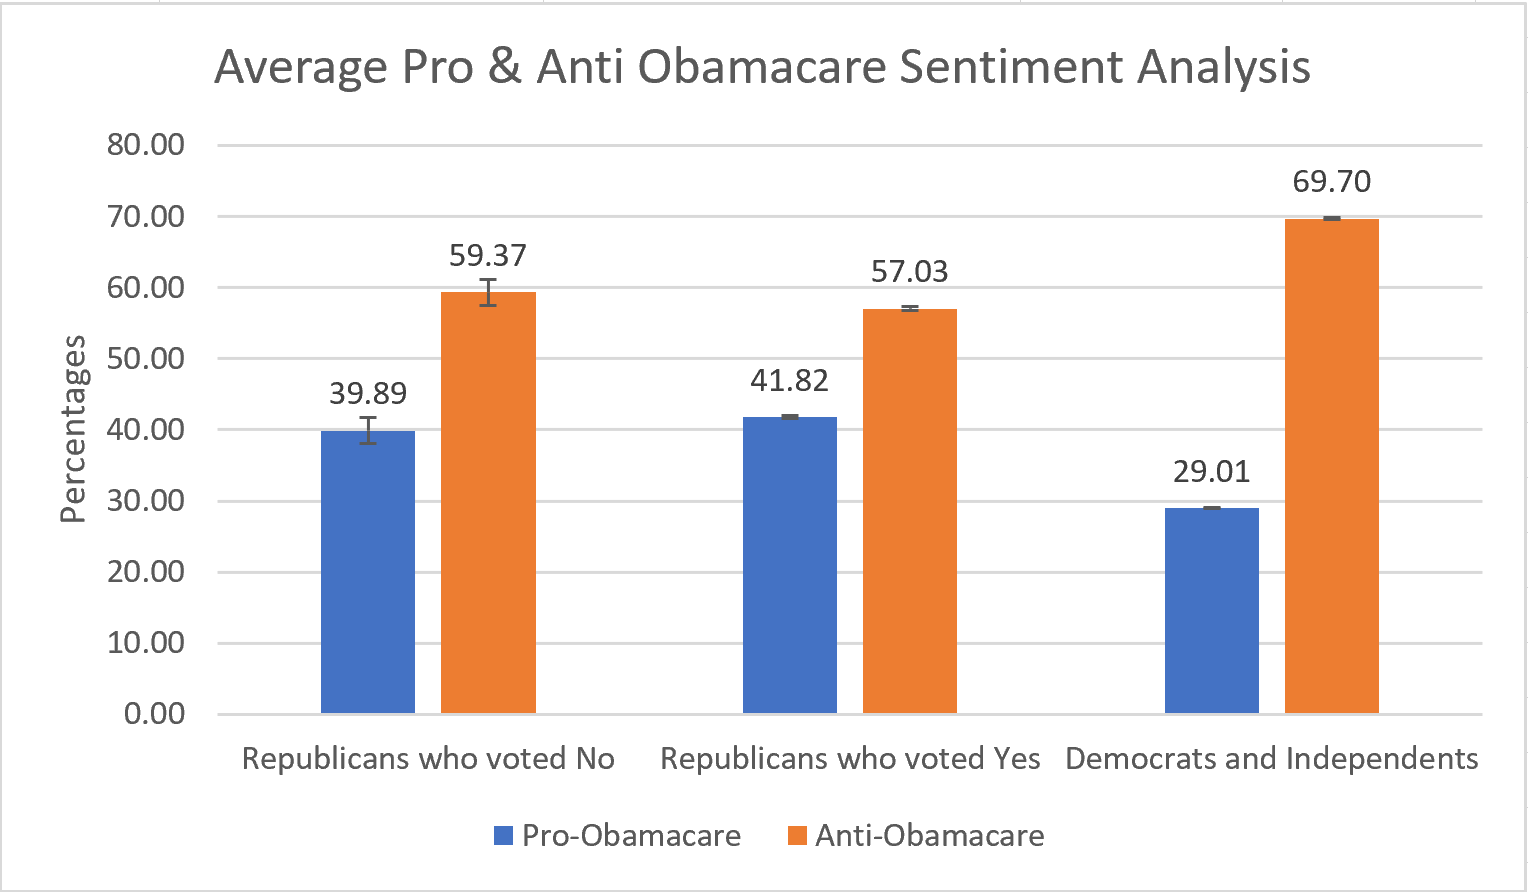 Average Pro & Anti Obamacare Sentiment Analysis
Percentages
80.00
70.00
60.00
50.00
40.00
30.00
20.00
10.00
0.00
39.89
59.37
41.82
57.03
29.01
69.70
Republicans who voted No
Republicans who voted Yes
Democrats and Independents
Pro-Obamacare
Anti-Obamacare